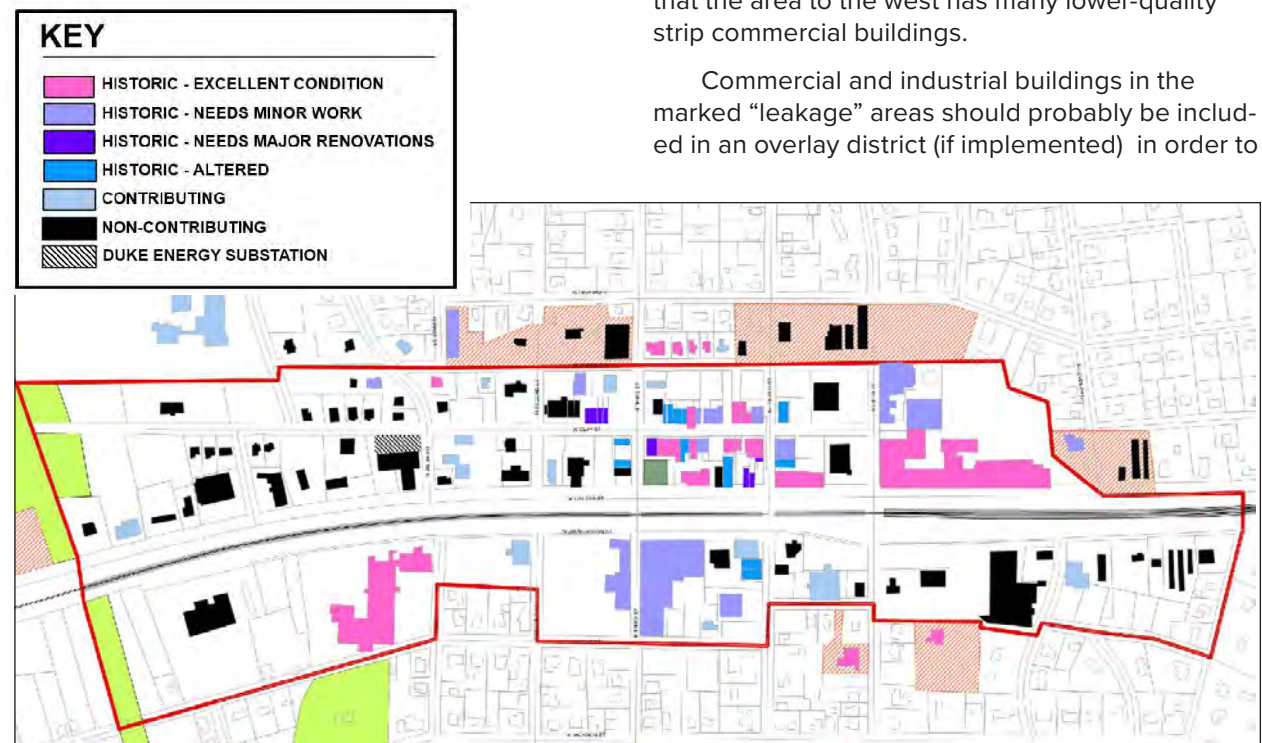 that the area to the west has many lower-quality
strip commercial buildings.
Commercial and industrial buildings in the
marked “leakage” areas should probably be includ-
ed in an overlay district (if implemented) in order to
KEY
HISTORIC - EXCELLENT CONDITION
HISTORIC - NEEDS MINOR WORK
HISTORIC - NEEDS MAJOR RENOVATIONS
HISTORIC - ALTERED
CONTRIBUTING
NON-CONTRIBUTING
DUKE ENERGY SUBSTATION